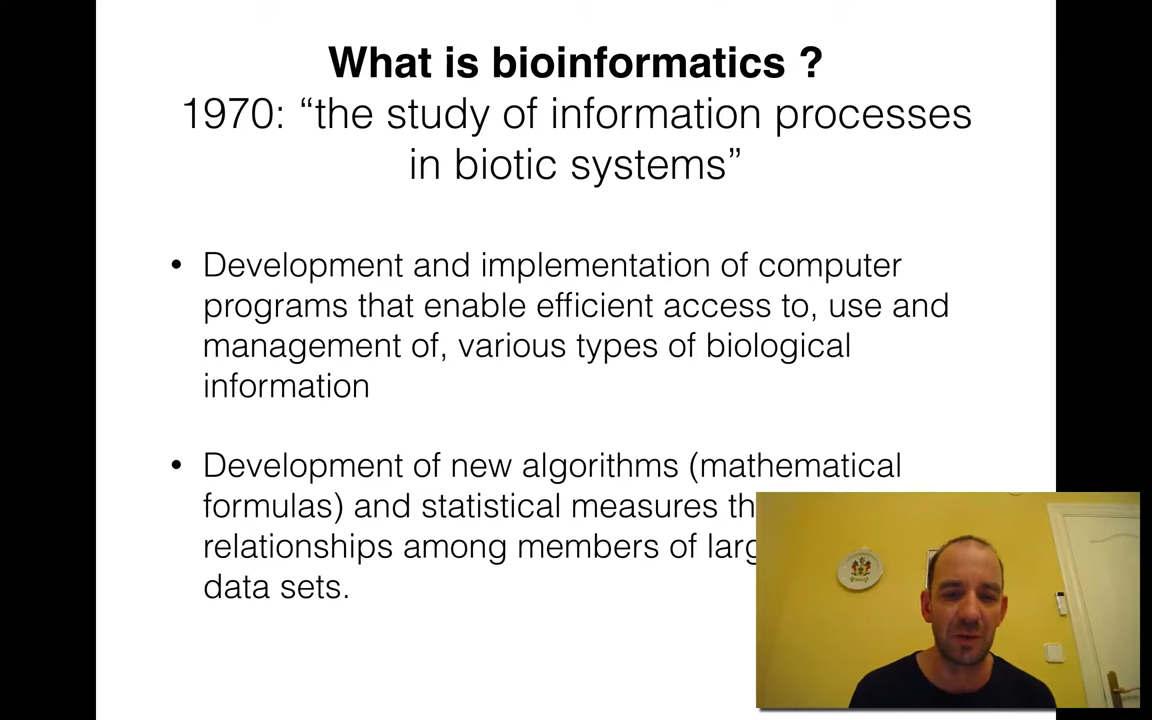 What is bioinformatics ?
1970: “the study of information processes
in biotic systems”
• Development and implementation of computer
programs that enable efficient access to, use and
management of, various types of biological
information
• Development of new algorithms (mathematical
formulas) and statistical measures
relationships among members of
data sets.